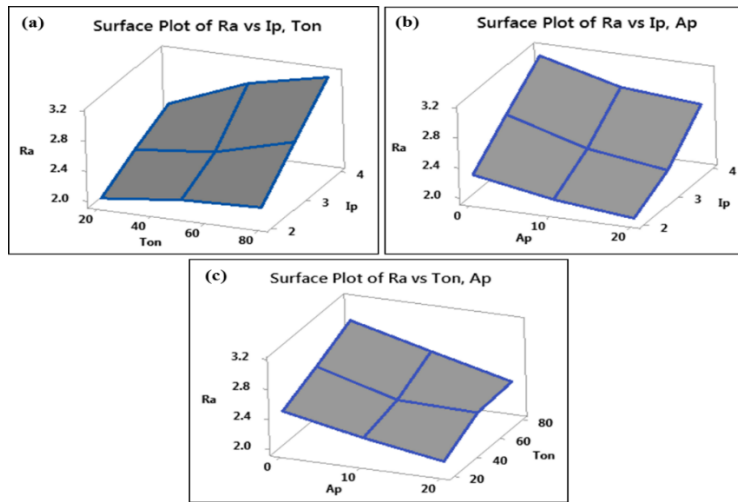 (a)
Surface Plot of Ra vs Ip, Ton
3.2
2.8
Ra
2.4
2.0
20
40
60
80
Ton
2
3
4
Ip
(b)
Surface Plot of Ra vs Ip, Ap
3.2
2.8
Ra
2.4
2.0
0
10
20
Ap
2
3
4
Ip
(c)
Surface Plot of Ra vs Ton, Ap
3.2
2.8
Ra
2.4
2.0
0
10
20
Ap
20
40
60
80
Ton